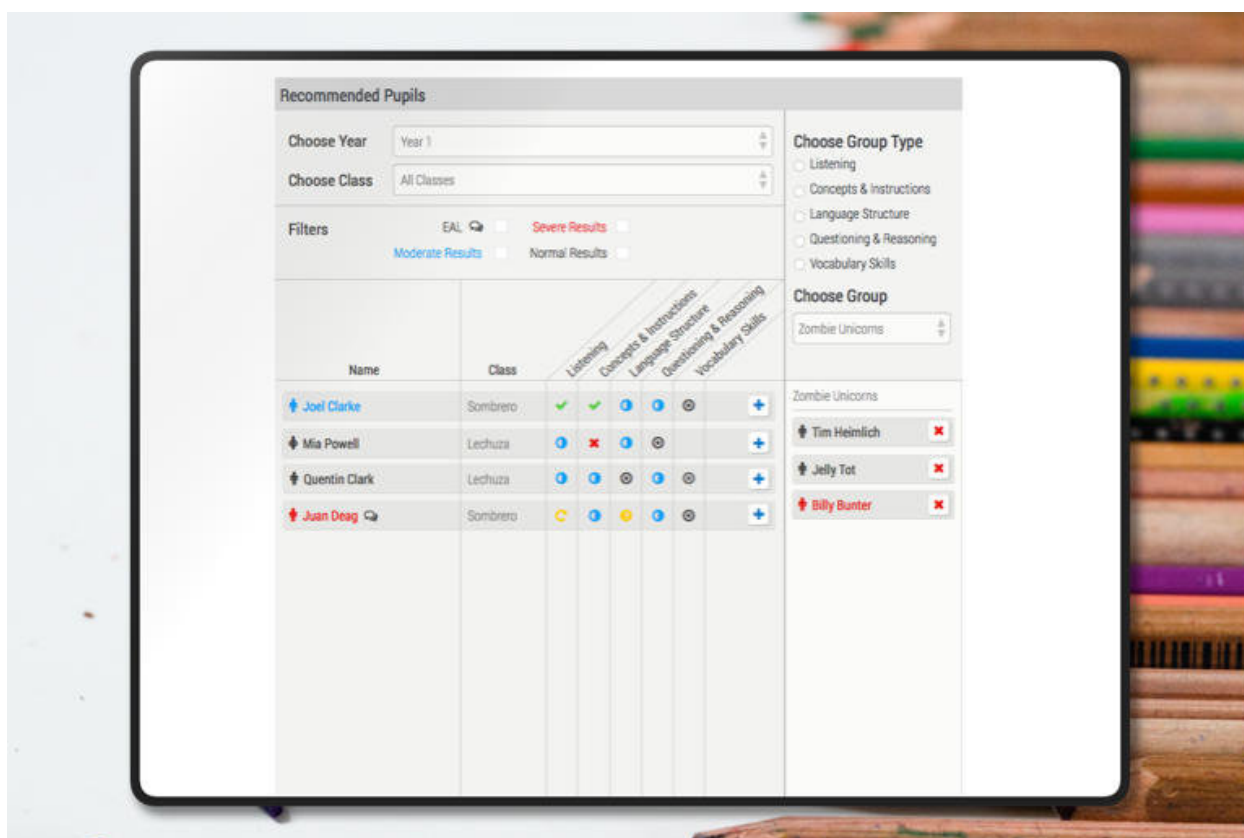 Recommended Pupils
Choose Year
Year 1
Choose Class
All Classes
Filters
EAL
Severe Results
Moderate Results
Normal Results
Name
Class
Listening
Concepts & Instructions
Language Structure
Questioning & Reasoning
Vocabulary Skills
Joel Clarke
Sombrero
Mia Powell
Lechuza
Quentin Clark
Lechuza
Juan Deag
Sombrero
Choose Group Type
Listening
Concepts & Instructions
Language Structure
Questioning & Reasoning
Vocabulary Skills
Choose Group
Zombie Unicorns
Zombie Unicorns
Tim Heimlich
Jelly Tot
Billy Bunter